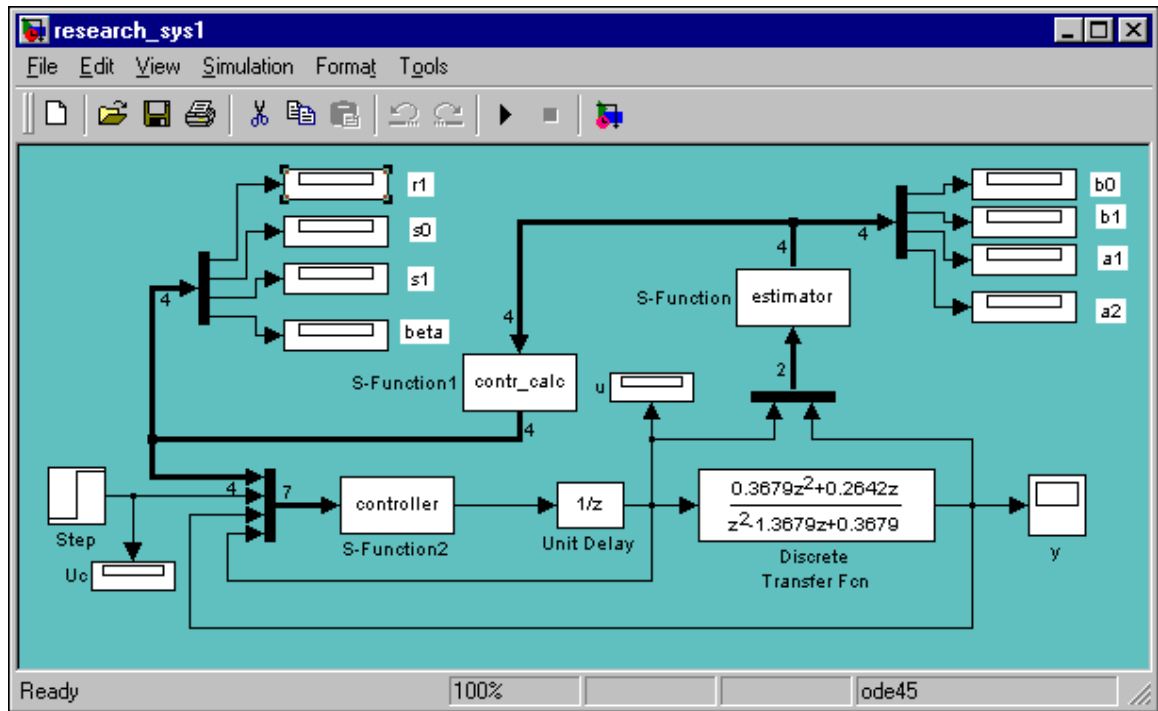 research_sys1
File Edit View Simulation Format Tools
r1
s0
s1
beta
4
b0
b1
a1
a2
4
4
S-Function
estimator
4
S-Function1
contr_calc
4
u
2
Step
Uc
4
7
controller
S-Function2
1/z
Unit Delay
0.3679z2+0.2642z
z2-1.3679z+0.3679
Discrete
Transfer Fcn
y
Ready 100% ode45